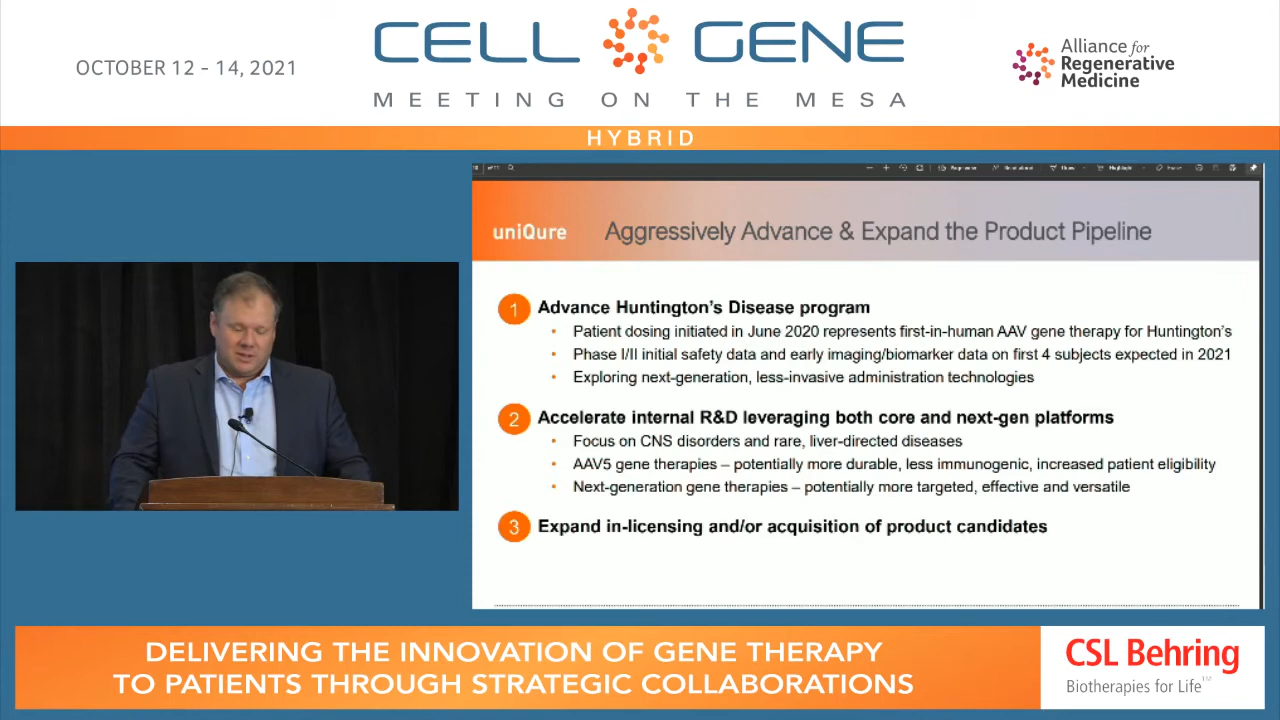 OCTOBER 12 - 14, 2021
CELL GENE
MEETING ON THE MESA
Alliance for
Regenerative
Medicine
HYBRID
uniQure
Aggressively Advance & Expand the Product Pipeline
1 Advance Huntington's Disease program
• Patient dosing initiated in June 2020 represents first-in-human AAV gene therapy for Huntington's
• Phase I/II initial safety data and early imaging/biomarker data on first 4 subjects expected in 2021
• Exploring next-generation, less-invasive administration technologies
2 Accelerate internal R&D leveraging both core and next-gen platforms
• Focus on CNS disorders and rare, liver-directed diseases
• AAV5 gene therapies – potentially more durable, less immunogenic, increased patient eligibility
• Next-generation gene therapies – potentially more targeted, effective and versatile
3 Expand in-licensing and/or acquisition of product candidates
DELIVERING THE INNOVATION OF GENE THERAPY
TO PATIENTS THROUGH STRATEGIC COLLABORATIONS
CSL Behring
Biotherapies for Life™